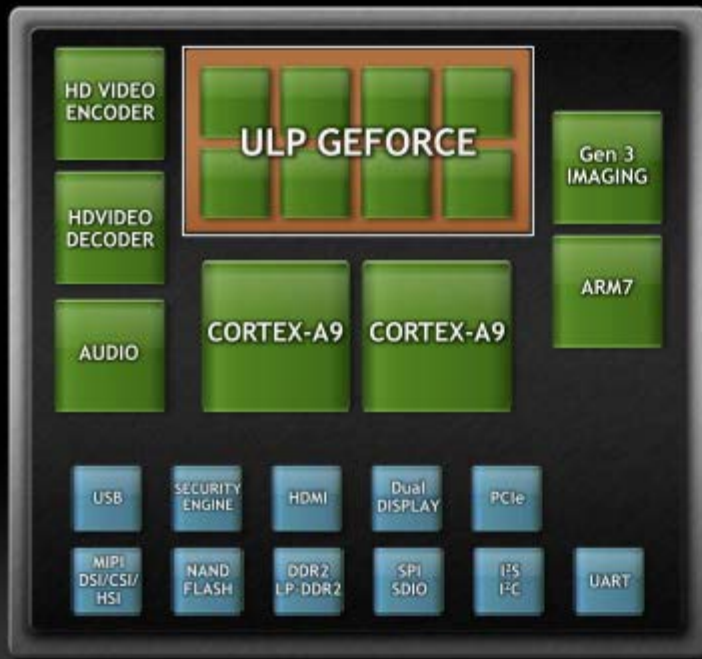 HD VIDEO
ENCODER
ULP GEFORCE
Gen 3
IMAGING
HDVIDEO
DECODER
ARM7
CORTEX-A9
CORTEX-A9
AUDIO
USB
SECURITY
ENGINE
HDMI
Dual
DISPLAY
PCIe
MIPI
DSI/CSI/
HSI
NAND
FLASH
DDR2
LP-DDR2
SPI
SDIO
I²S
I²C
UART